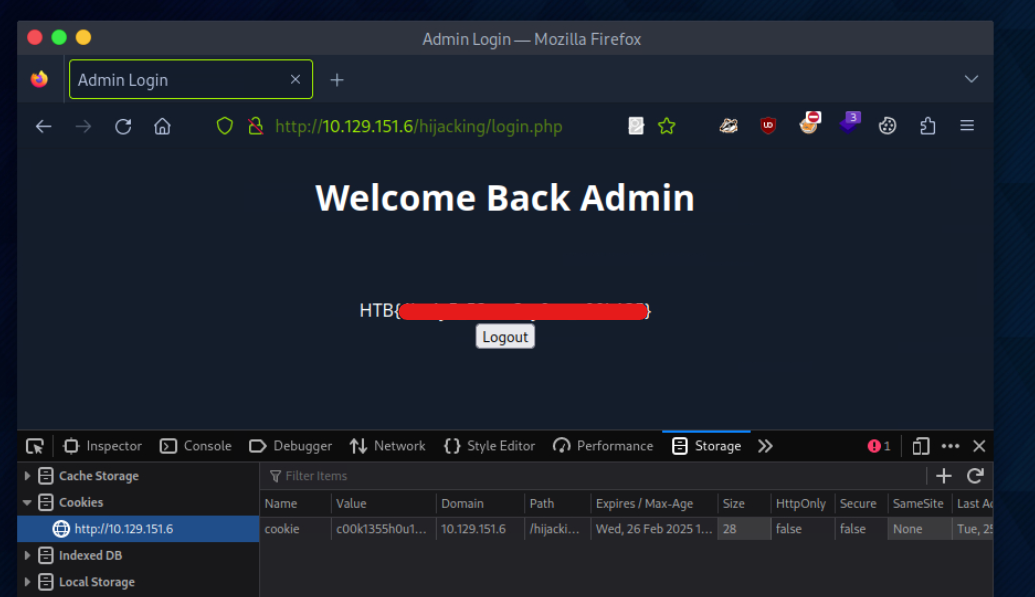 Admin Login — Mozilla Firefox
Admin Login
http://10.129.151.6/hijacking/login.php
3
Welcome Back Admin
HTB{
}
Logout
Inspector Console Debugger Network Style Editor Performance Storage 1
Cache Storage
Filter Items
Cookies
Name Value Domain Path Expires / Max-Age Size HttpOnly Secure SameSite Last Ac
http://10.129.151.6
cookie c00k1355h0u1... 10.129.151.6 /hijacki... Wed, 26 Feb 2025 1... 28 false false None Tue, 25
Indexed DB
Local Storage